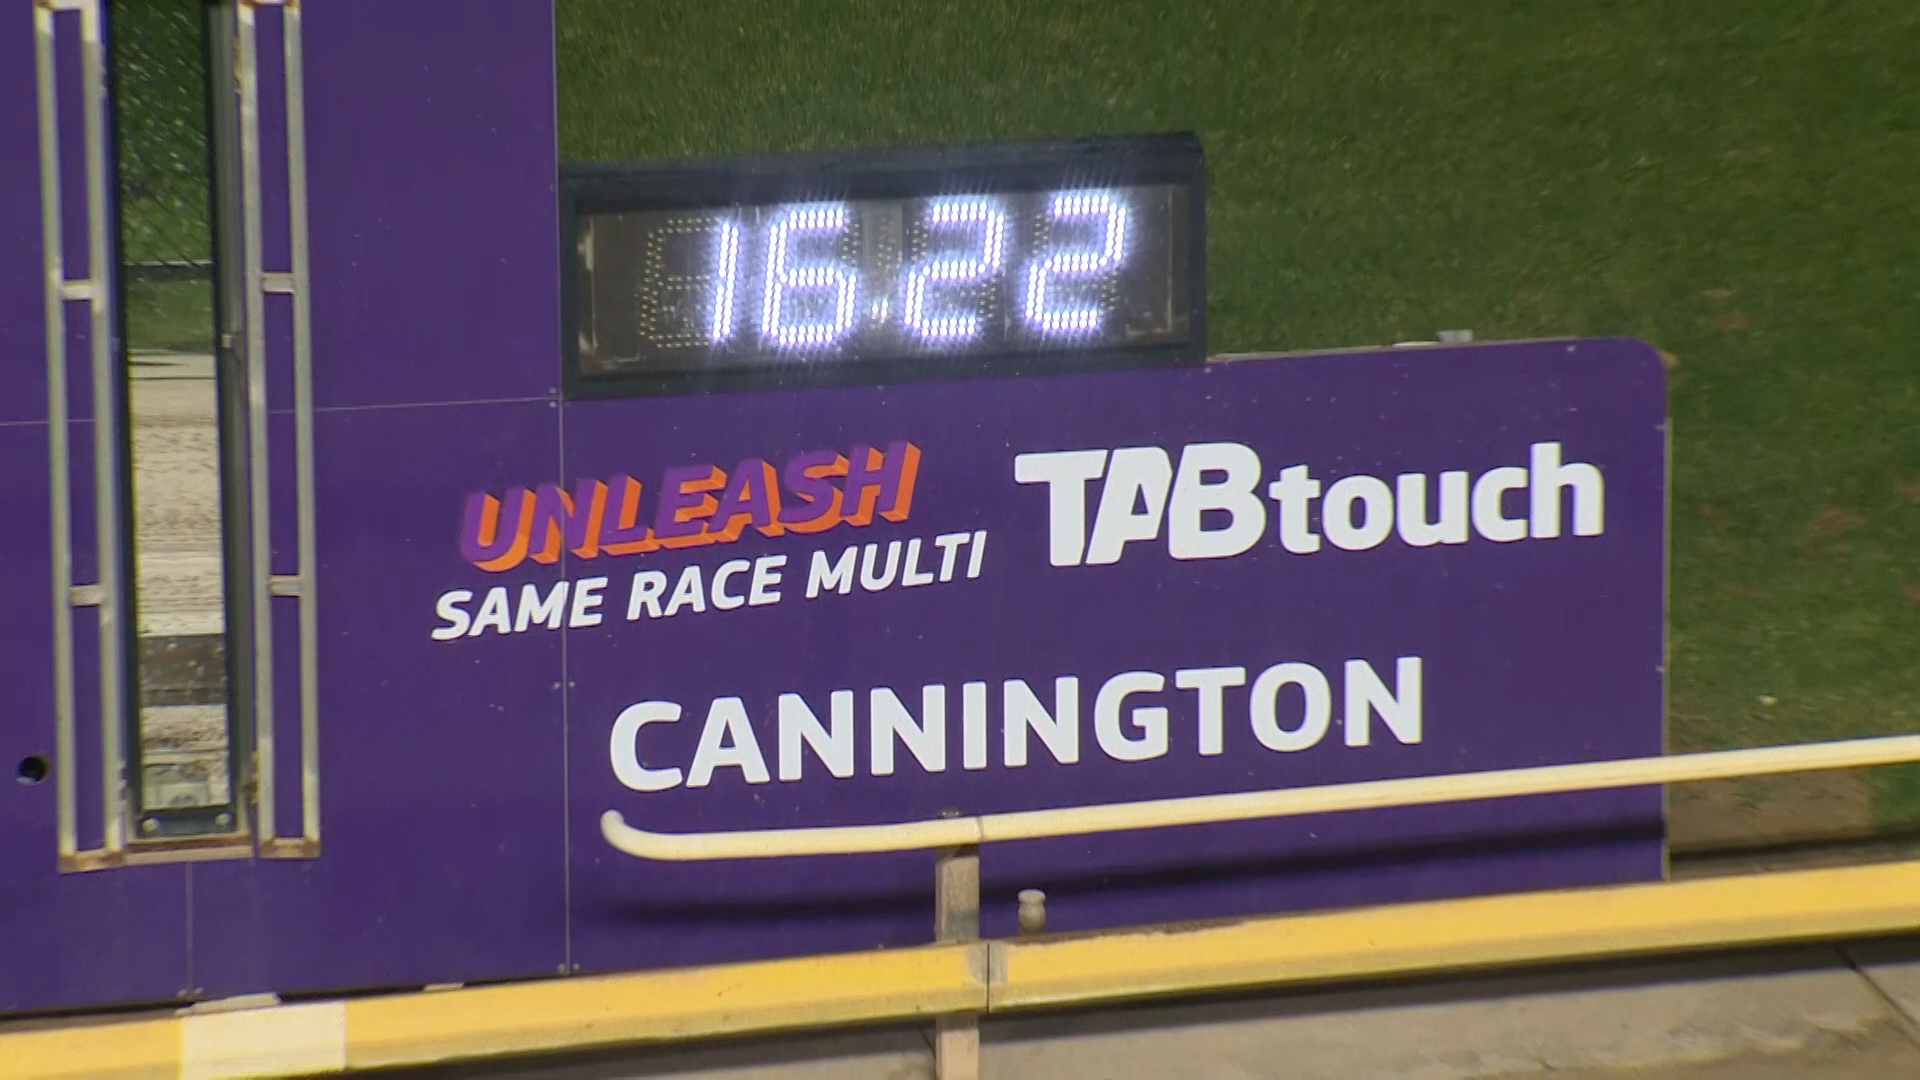 16.22
UNLEASH
SAME RACE MULTI
TABtouch
CANNINGTON